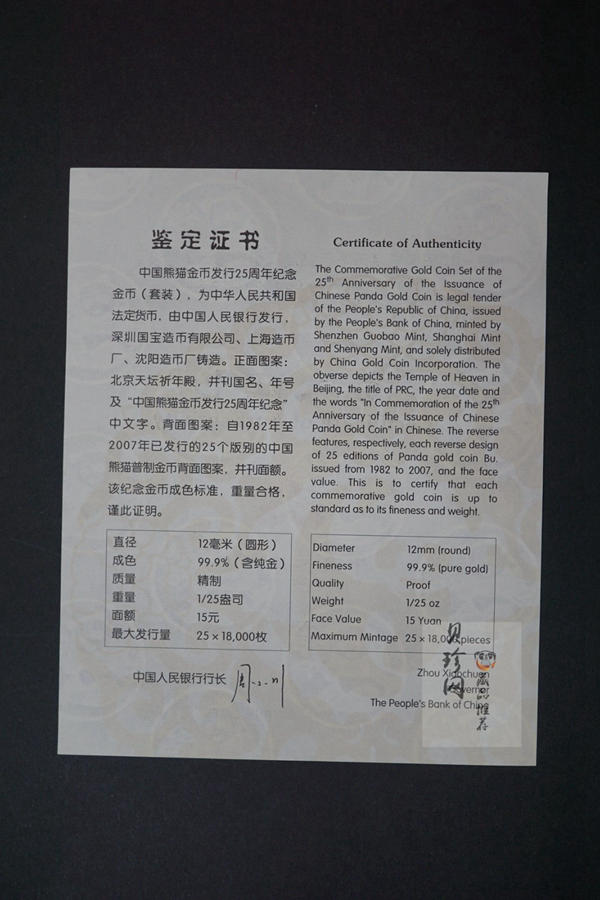 鉴定证书
中国熊猫金币发行25周年纪念
金币（套装），为中华人民共和国
法定货币，由中国人民银行发行，
深圳国宝造币有限公司、上海造币
厂、沈阳造币厂铸造。正面图案：
北京天坛祈年殿，并刊国名、年号
及“中国熊猫金币发行25周年纪念”
中文字。背面图案：自1982年至
2007年已发行的25个版别的中国
熊猫普制金币背面图案，并刊面额。
该纪念金币成色标准，重量合格，
谨此证明。
直径 12毫米（圆形）
成色 99.9%（含纯金）
质量 精制
重量 1/25盎司
面额 15元
最大发行量 25×18,000枚
中国人民银行行长 周小川
Certificate of Authenticity
The Commemorative Gold Coin Set of the
25th Anniversary of the Issuance of
Chinese Panda Gold Coin is legal tender
of the People's Republic of China, issued
by the People's Bank of China, minted by
Shenzhen Guobao Mint, Shanghai Mint
and Shenyang Mint, and solely distributed
by China Gold Coin Incorporation. The
obverse depicts the Temple of Heaven in
Beijing, the title of PRC, the year date and
the words "In Commemoration of the 25th
Anniversary of the Issuance of Chinese
Panda Gold Coin" in Chinese. The reverse
features, respectively, each reverse design
of 25 editions of Panda gold coin Bu.
issued from 1982 to 2007, and the face
value. This is to certify that each
commemorative gold coin is up to
standard as to its fineness and weight.
Diameter 12mm (round)
Fineness 99.9% (pure gold)
Quality Proof
Weight 1/25 oz
Face Value 15 Yuan
Maximum Mintage 25×18,000 pieces
Zhou Xiaochuan
Governor
The People's Bank of China
贝珍网
藏品推荐